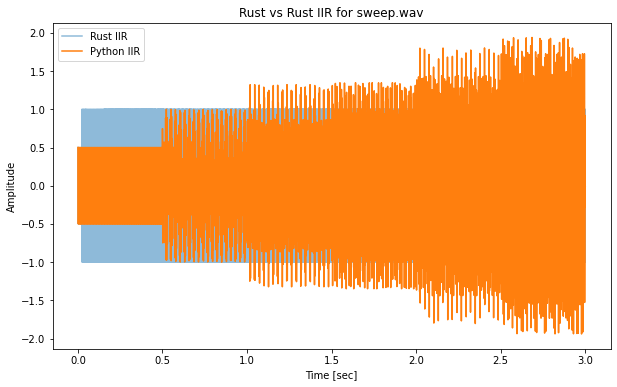 Rust vs Rust IIR for sweep.wav
Rust IIR
Python IIR
2.0
1.5
1.0
0.5
0.0
−0.5
−1.0
−1.5
−2.0
Amplitude
0.0 0.5 1.0 1.5 2.0 2.5 3.0
Time [sec]